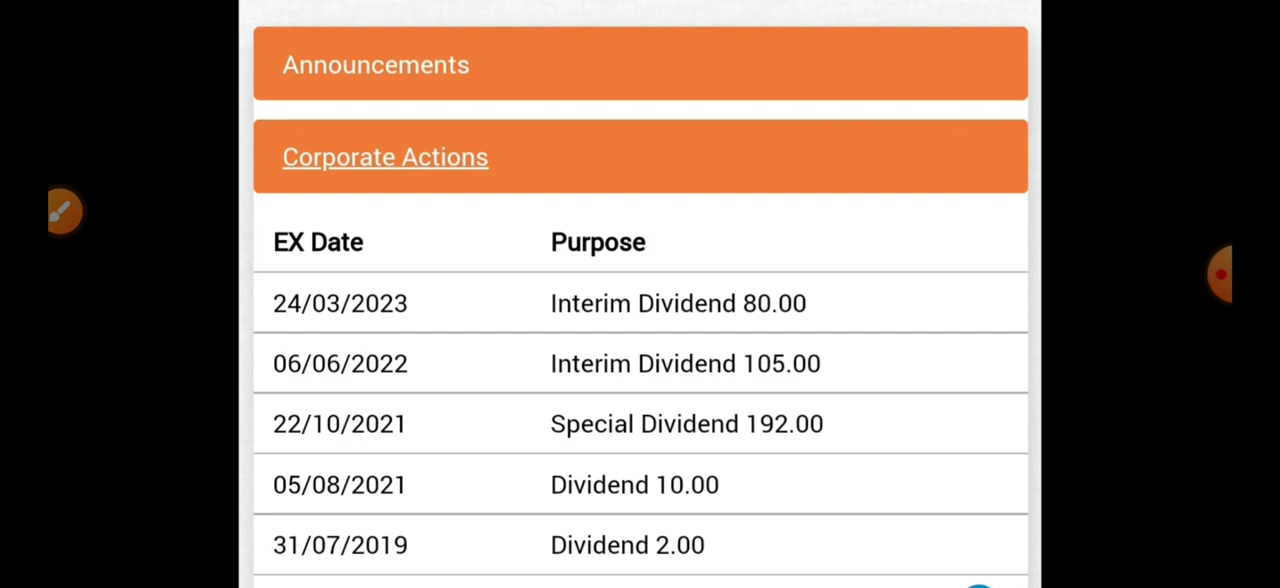 Announcements
Corporate Actions
EX Date Purpose
24/03/2023 Interim Dividend 80.00
06/06/2022 Interim Dividend 105.00
22/10/2021 Special Dividend 192.00
05/08/2021 Dividend 10.00
31/07/2019 Dividend 2.00